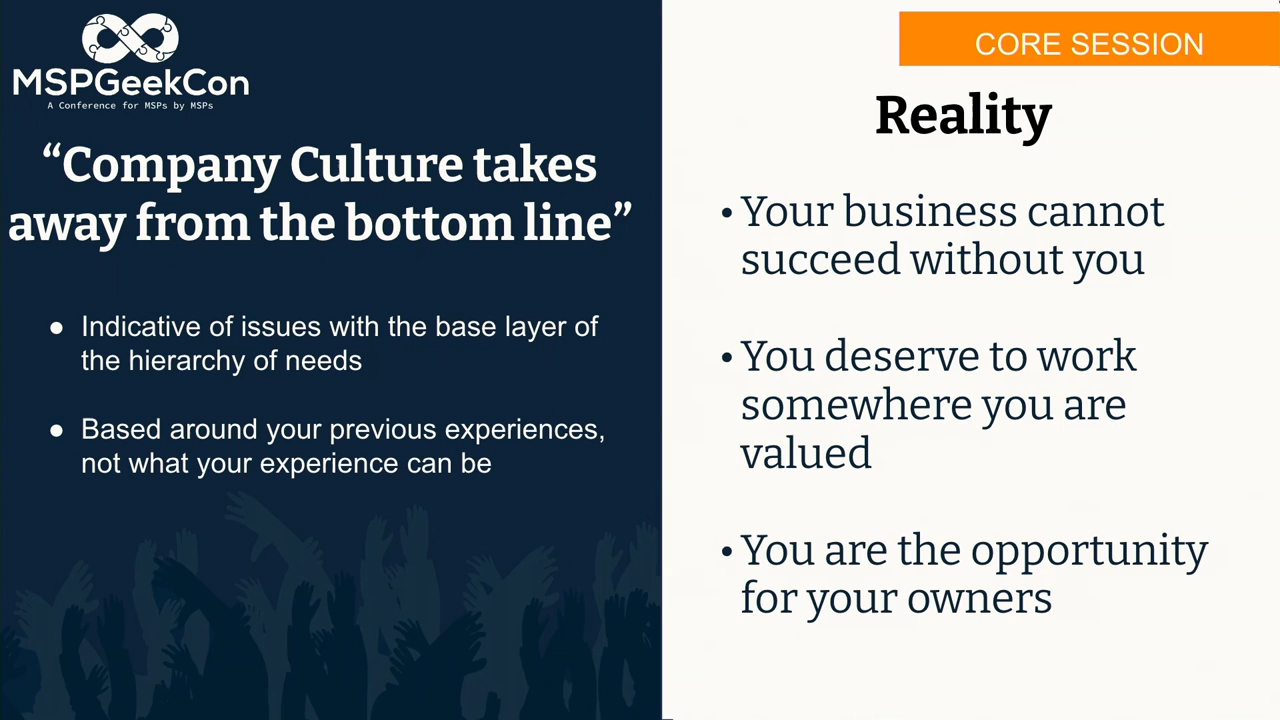 MSPGeekCon
A Conference for MSPs by MSPs
“Company Culture takes
away from the bottom line”
● Indicative of issues with the base layer of
the hierarchy of needs
● Based around your previous experiences,
not what your experience can be
CORE SESSION
Reality
• Your business cannot
succeed without you
• You deserve to work
somewhere you are
valued
• You are the opportunity
for your owners